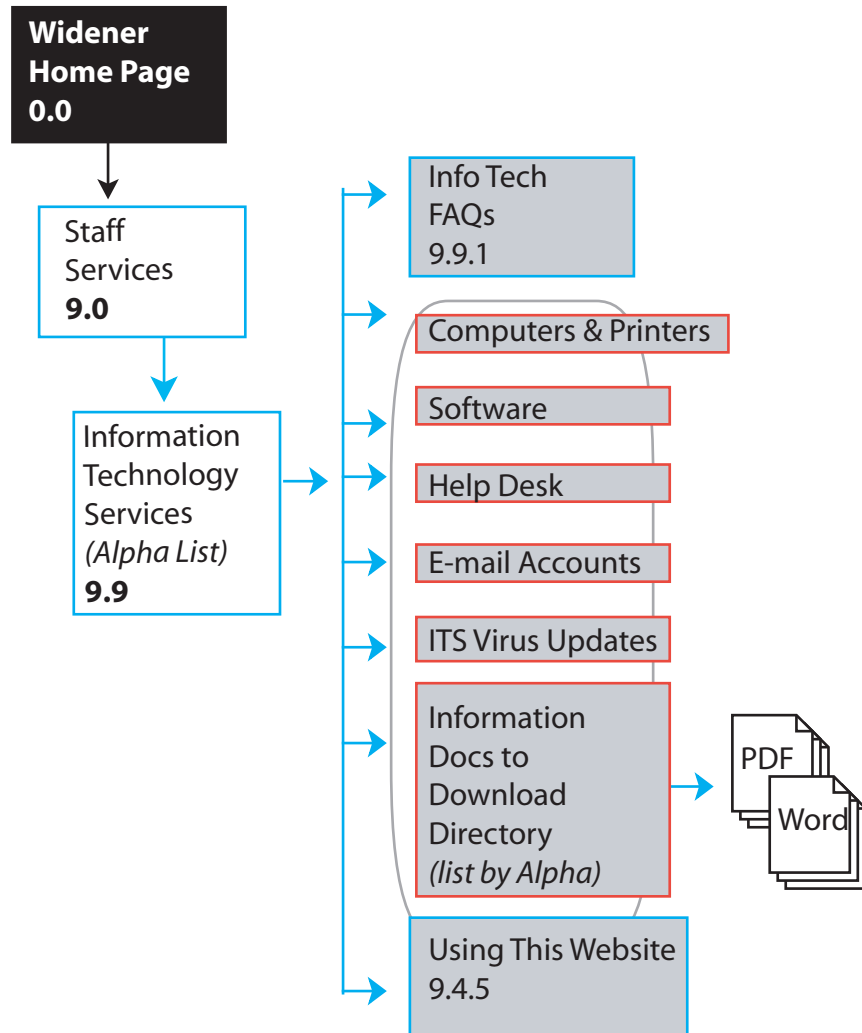 Widener
Home Page
0.0
Staff
Services
9.0
Information
Technology
Services
(Alpha List)
9.9
Info Tech
FAQs
9.9.1
Computers & Printers
Software
Help Desk
E-mail Accounts
ITS Virus Updates
Information
Docs to
Download
Directory
(list by Alpha)
PDF
Word
Using This Website
9.4.5